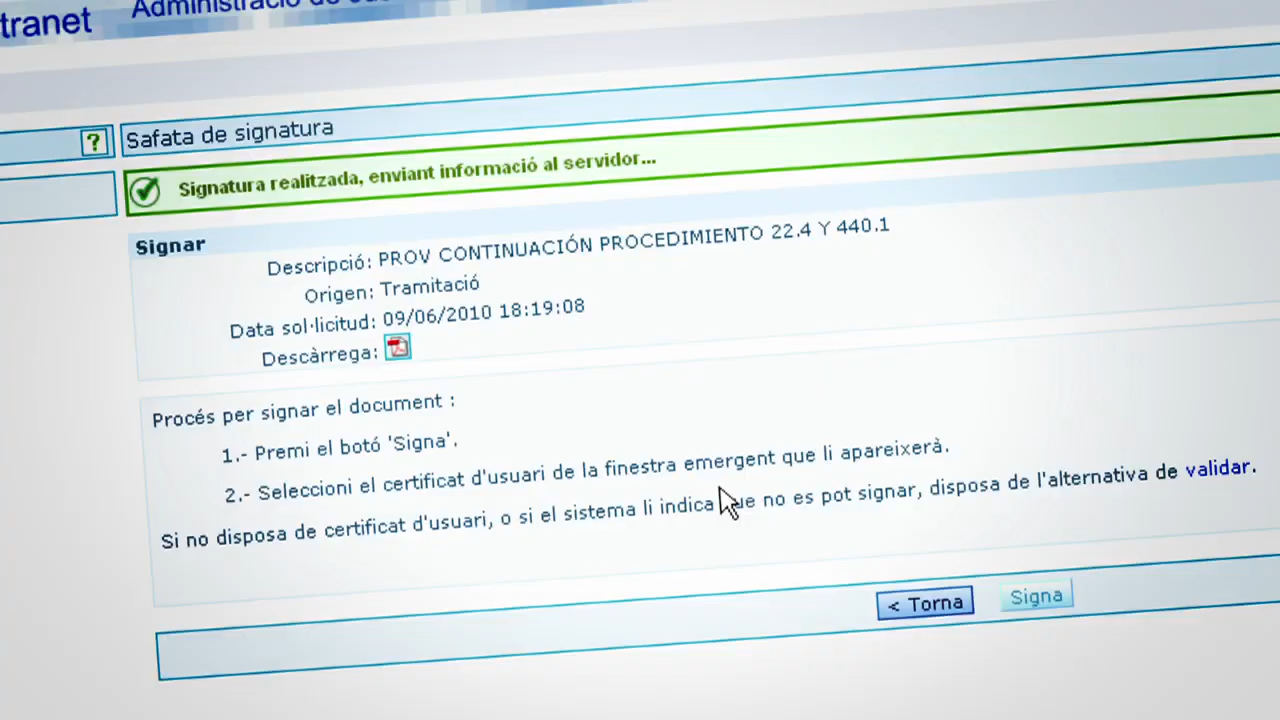 tranet
Administració de
?
Safata de signatura
Signatura realitzada, enviant informació al servidor...
Signar
Descripció: PROV CONTINUACIÓN PROCEDIMIENTO 22.4 Y 440.1
Origen: Tramitació
Data sol·licitud: 09/06/2010 18:19:08
Descàrrega:
Procés per signar el document :
1.- Premi el botó 'Signa'.
2.- Seleccioni el certificat d'usuari de la finestra emergent que li apareixerà.
Si no disposa de certificat d'usuari, o si el sistema li indica que no es pot signar, disposa de l'alternativa de validar.
< Torna
Signa